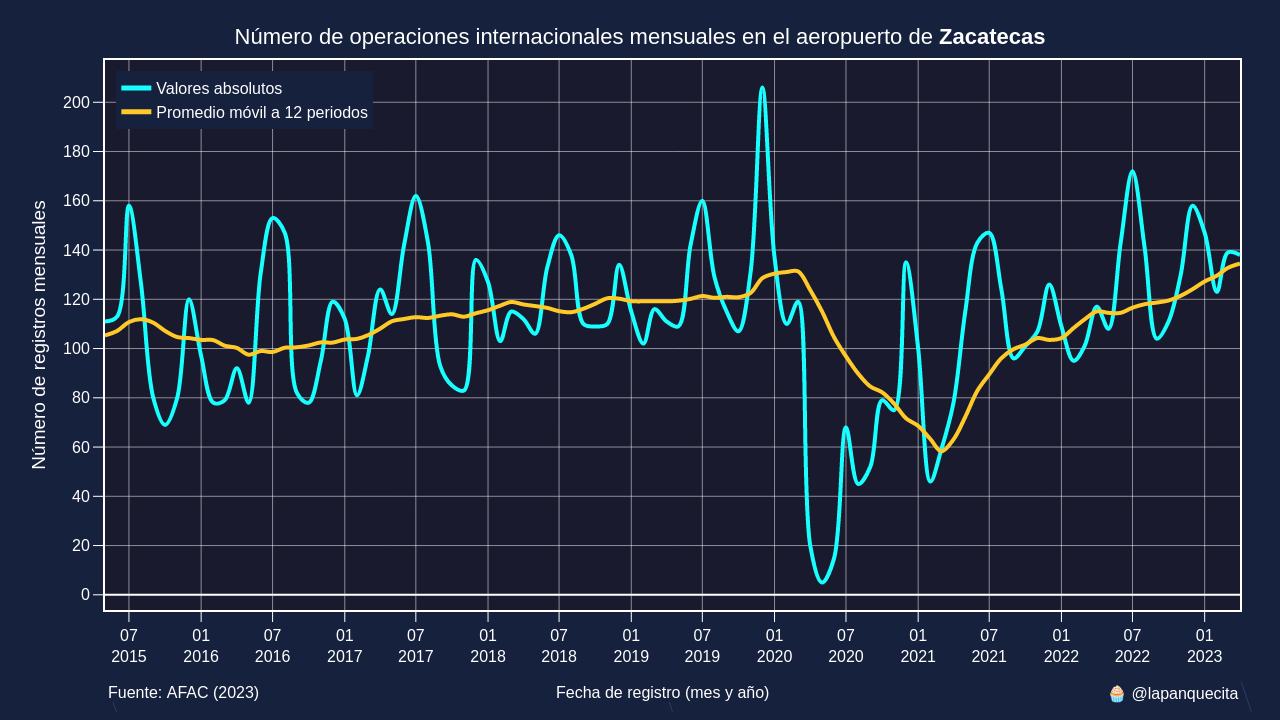 Número de operaciones internacionales mensuales en el aeropuerto de Zacatecas
Valores absolutos
Promedio móvil a 12 periodos
Número de registros mensuales
200
180
160
140
120
100
80
60
40
20
0
07 01 07 01 07 01 07 01 07 01 07 01 07 01 07 01
2015 2016 2016 2017 2017 2018 2018 2019 2019 2020 2020 2021 2021 2022 2022 2023
Fuente: AFAC (2023)
Fecha de registro (mes y año)
🧁 @lapanquecita